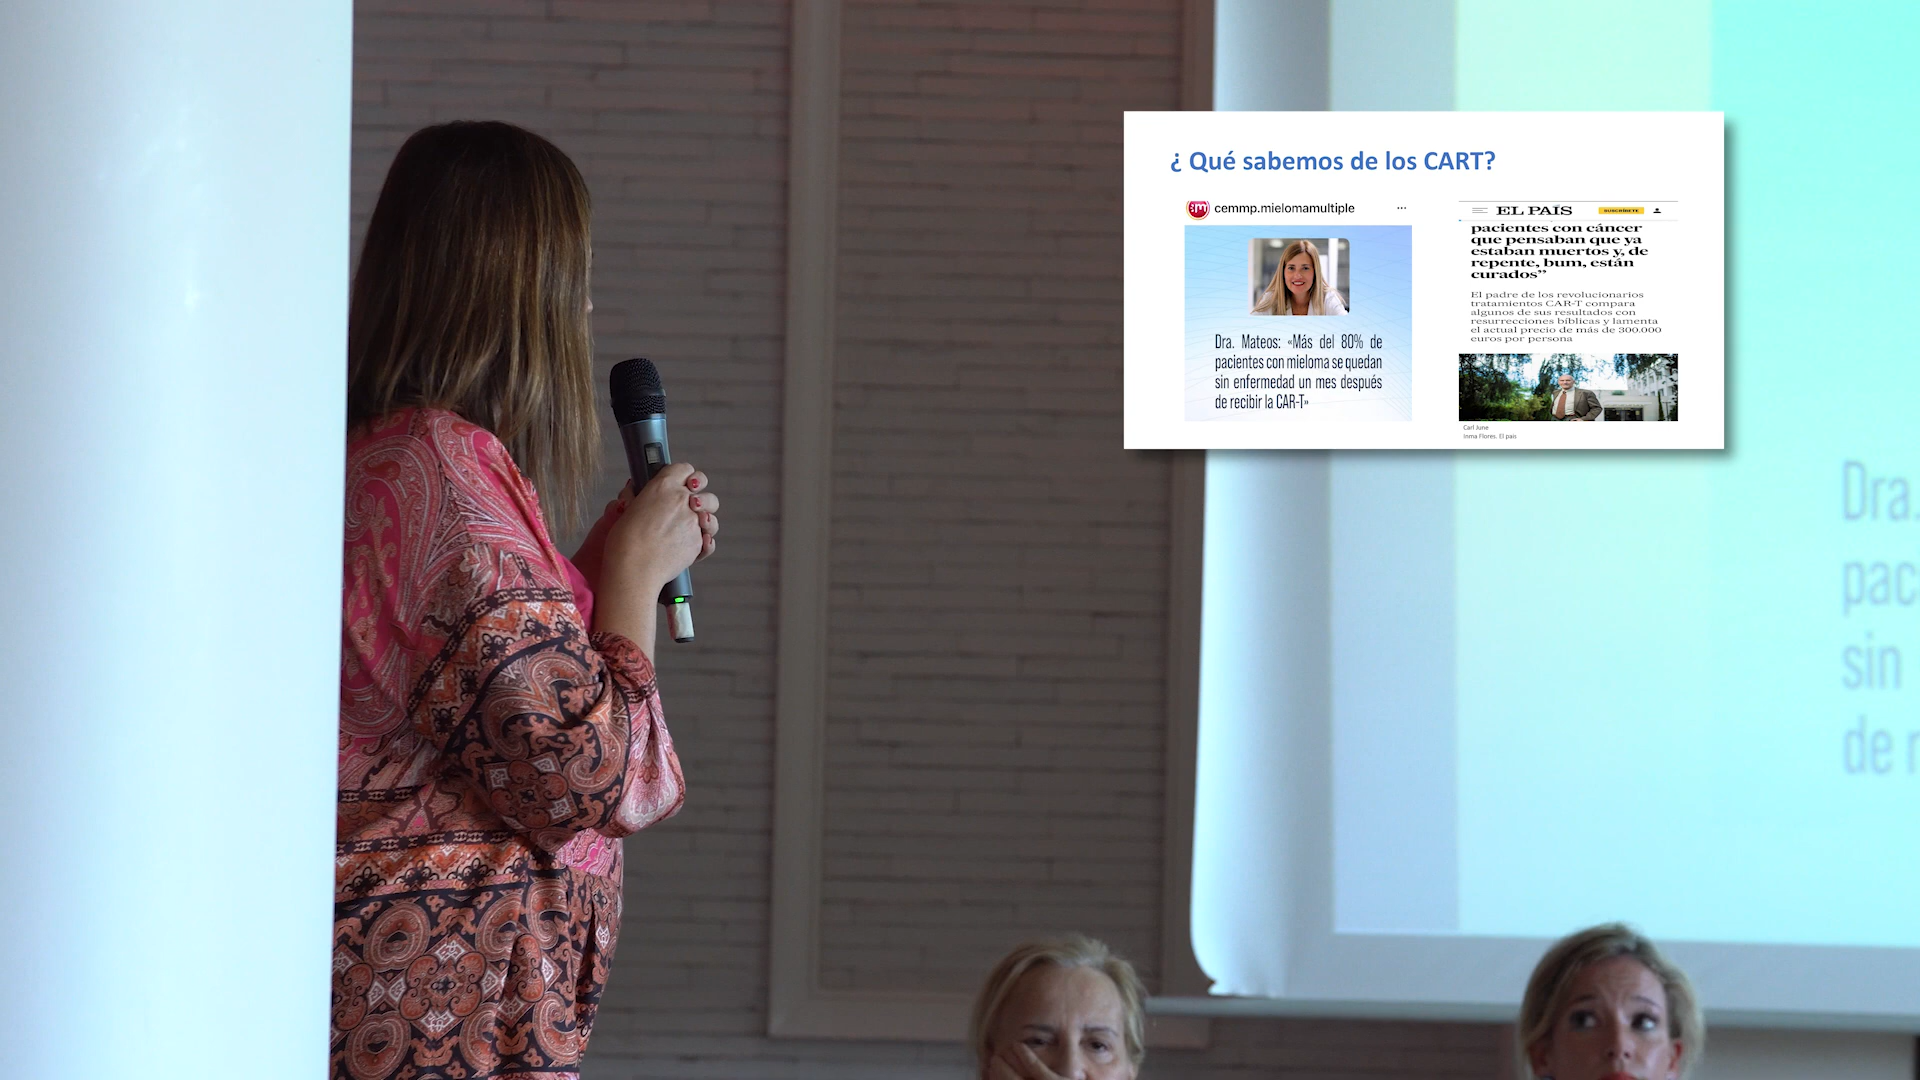 ¿ Qué sabemos de los CART?
cemmp.mielomamultiple
Dra. Mateos: «Más del 80% de
pacientes con mieloma se quedan
sin enfermedad un mes después
de recibir la CAR-T»
EL PAÍS
SUSCRÍBETE
pacientes con cáncer
que pensaban que ya
estaban muertos y, de
repente, bum, están
curados”
El padre de los revolucionarios
tratamientos CAR-T compara
algunos de sus resultados con
resurrecciones bíblicas y lamenta
el actual precio de más de 300.000
euros por persona
Carl June
Inma Flores. El pais
Dra.
pac
sin
de r